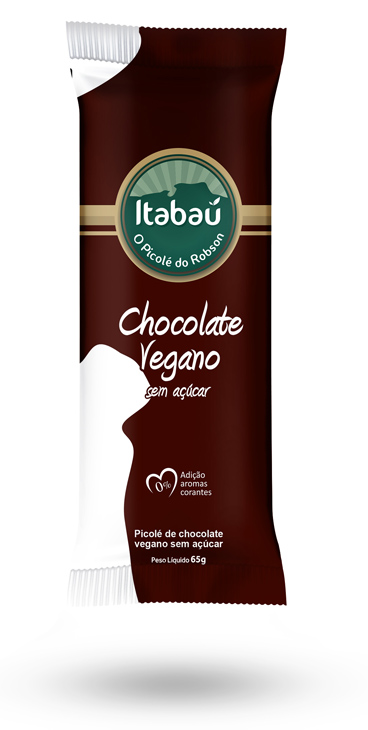 Itabaú
O Picolé do Robson
Chocolate
Vegano
sem açúcar
0%
Adição
aromas
corantes
Picolé de chocolate
vegano sem açúcar
Peso Líquido 65g